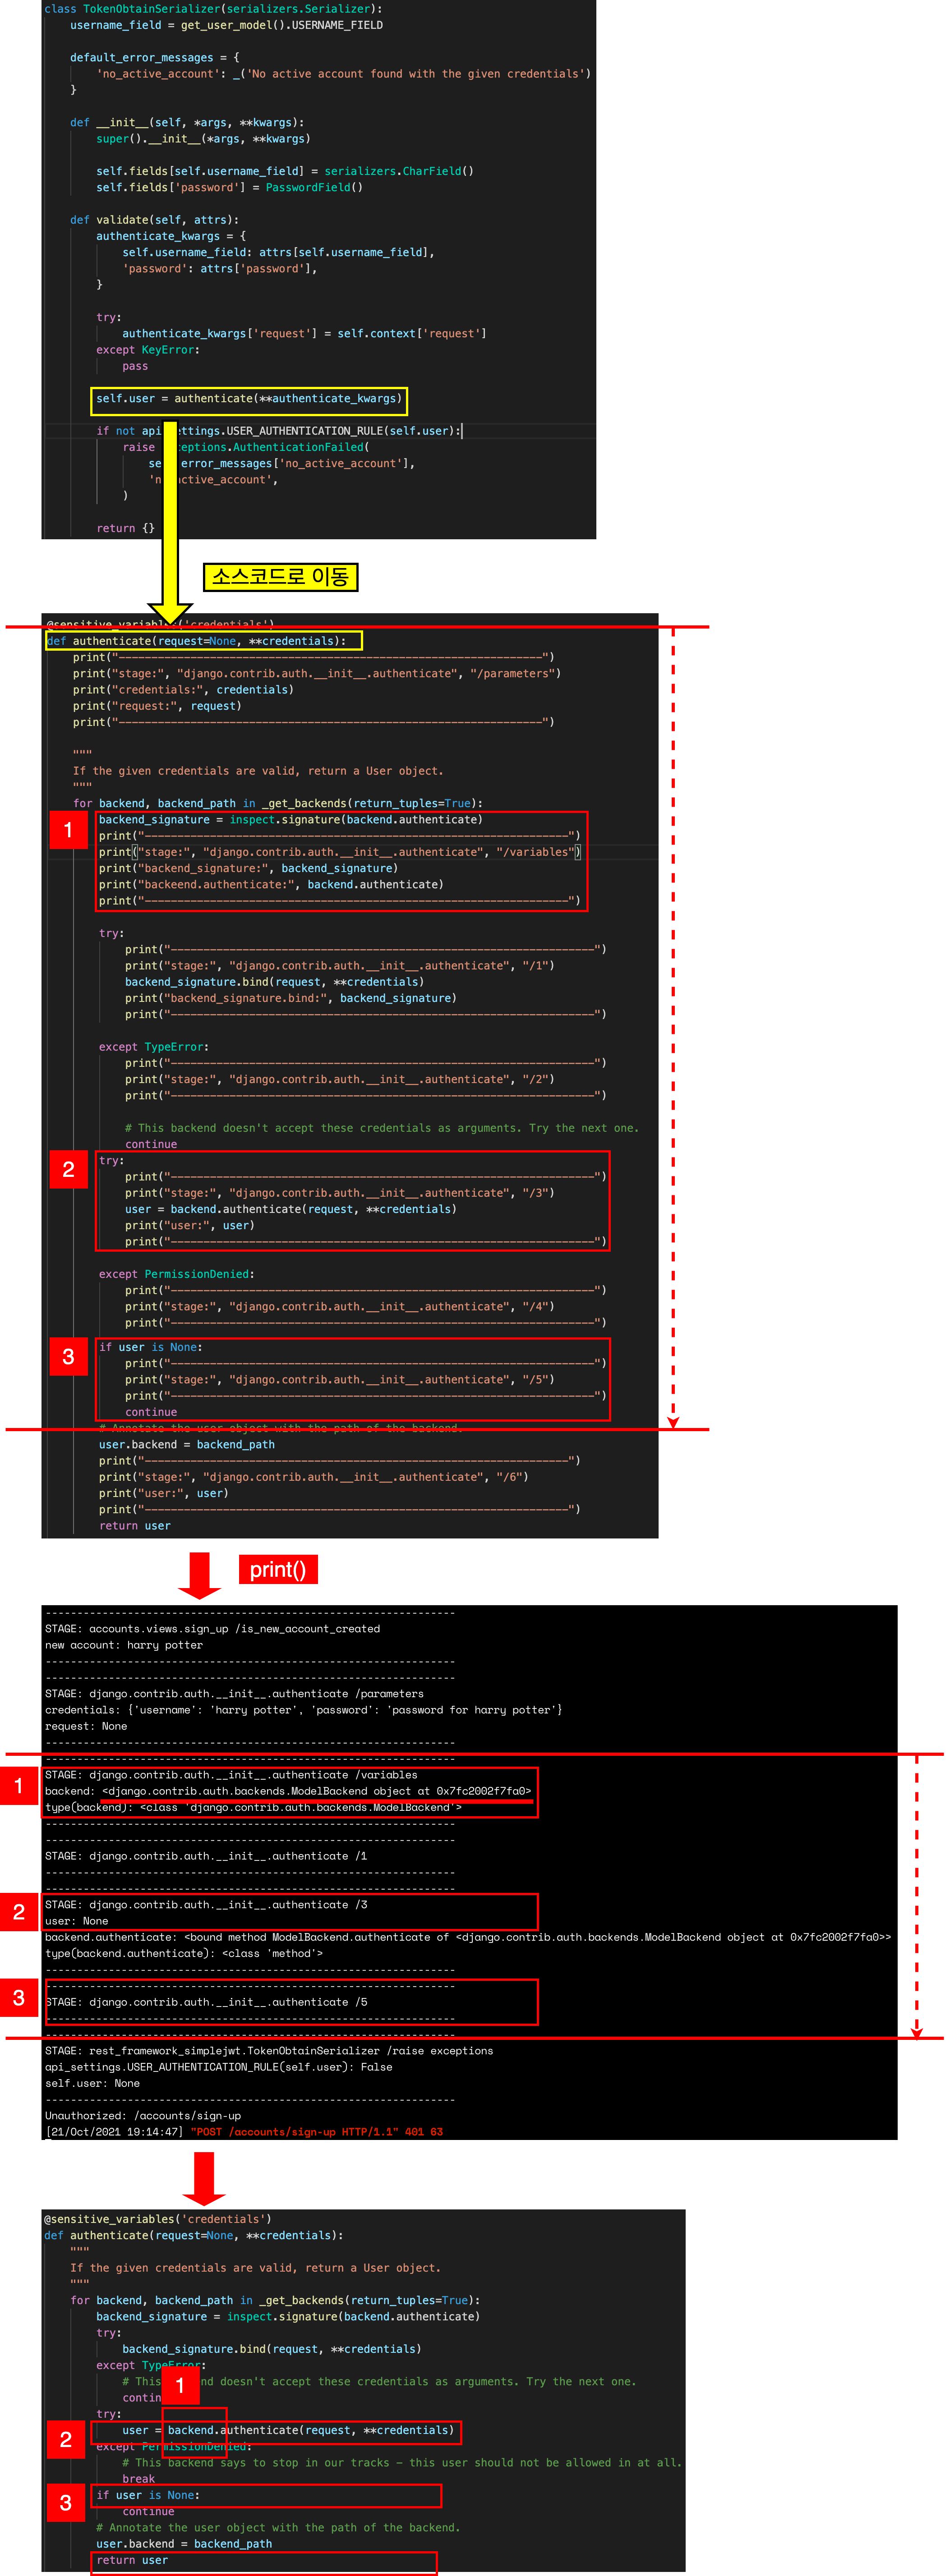 class TokenObtainSerializer(serializers.Serializer):
username_field = get_user_model().USERNAME_FIELD
default_error_messages = {
'no_active_account': _('No active account found with the given credentials')
}
def __init__(self, *args, **kwargs):
super().__init__(*args, **kwargs)
self.fields[self.username_field] = serializers.CharField()
self.fields['password'] = PasswordField()
def validate(self, attrs):
authenticate_kwargs = {
self.username_field: attrs[self.username_field],
'password': attrs['password'],
}
try:
authenticate_kwargs['request'] = self.context['request']
except KeyError:
pass
self.user = authenticate(**authenticate_kwargs)
if not api ttings.USER_AUTHENTICATION_RULE(self.user):
raise ceptions.AuthenticationFailed(
se error_messages['no_active_account'],
'n active_account',
)
return {}
소스코드로 이동
@sensitive_variables('credentials')
def authenticate(request=None, **credentials):
print("-----------------------------------------------------------------")
print("stage:", "django.contrib.auth.__init__.authenticate", "/parameters")
print("credentials:", credentials)
print("request:", request)
print("-----------------------------------------------------------------")
"""
If the given credentials are valid, return a User object.
"""
for backend, backend_path in _get_backends(return_tuples=True):
1
backend_signature = inspect.signature(backend.authenticate)
print("-----------------------------------------------------------------")
print("stage:", "django.contrib.auth.__init__.authenticate", "/variables")
print("backend_signature:", backend_signature)
print("backeend.authenticate:", backend.authenticate)
print("-----------------------------------------------------------------")
try:
print("-----------------------------------------------------------------")
print("stage:", "django.contrib.auth.__init__.authenticate", "/1")
backend_signature.bind(request, **credentials)
print("backend_signature.bind:", backend_signature)
print("-----------------------------------------------------------------")
except TypeError:
print("-----------------------------------------------------------------")
print("stage:", "django.contrib.auth.__init__.authenticate", "/2")
print("-----------------------------------------------------------------")
# This backend doesn't accept these credentials as arguments. Try the next one.
continue
2
try:
print("-----------------------------------------------------------------")
print("stage:", "django.contrib.auth.__init__.authenticate", "/3")
user = backend.authenticate(request, **credentials)
print("user:", user)
print("-----------------------------------------------------------------")
except PermissionDenied:
print("-----------------------------------------------------------------")
print("stage:", "django.contrib.auth.__init__.authenticate", "/4")
print("-----------------------------------------------------------------")
3
if user is None:
print("-----------------------------------------------------------------")
print("stage:", "django.contrib.auth.__init__.authenticate", "/5")
print("-----------------------------------------------------------------")
continue
# Annotate the user object with the path of the backend.
user.backend = backend_path
print("-----------------------------------------------------------------")
print("stage:", "django.contrib.auth.__init__.authenticate", "/6")
print("user:", user)
print("-----------------------------------------------------------------")
return user
print()
-----------------------------------------------------------------
STAGE: accounts.views.sign_up /is_new_account_created
new account: harry potter
-----------------------------------------------------------------
-----------------------------------------------------------------
STAGE: django.contrib.auth.__init__.authenticate /parameters
credentials: {'username': 'harry potter', 'password': 'password for harry potter'}
request: None
-----------------------------------------------------------------
-----------------------------------------------------------------
1
STAGE: django.contrib.auth.__init__.authenticate /variables
backend: <django.contrib.auth.backends.ModelBackend object at 0x7fc2002f7fa0>
type(backend): <class 'django.contrib.auth.backends.ModelBackend'>
-----------------------------------------------------------------
-----------------------------------------------------------------
STAGE: django.contrib.auth.__init__.authenticate /1
-----------------------------------------------------------------
-----------------------------------------------------------------
2
STAGE: django.contrib.auth.__init__.authenticate /3
user: None
backend.authenticate: <bound method ModelBackend.authenticate of <django.contrib.auth.backends.ModelBackend object at 0x7fc2002f7fa0>>
type(backend.authenticate): <class 'method'>
-----------------------------------------------------------------
-----------------------------------------------------------------
3
STAGE: django.contrib.auth.__init__.authenticate /5
-----------------------------------------------------------------
-----------------------------------------------------------------
STAGE: rest_framework_simplejwt.TokenObtainSerializer /raise exceptions
api_settings.USER_AUTHENTICATION_RULE(self.user): False
self.user: None
-----------------------------------------------------------------
Unauthorized: /accounts/sign-up
[21/Oct/2021 19:14:47] "POST /accounts/sign-up HTTP/1.1" 401 63
@sensitive_variables('credentials')
def authenticate(request=None, **credentials):
"""
If the given credentials are valid, return a User object.
"""
for backend, backend_path in _get_backends(return_tuples=True):
backend_signature = inspect.signature(backend.authenticate)
try:
backend_signature.bind(request, **credentials)
except TypeError:
# This nd doesn't accept these credentials as arguments. Try the next one.
1
contin
try:
2
user = backend.authenticate(request, **credentials)
except PermissionDenied:
# This backend says to stop in our tracks - this user should not be allowed in at all.
break
3
if user is None:
continue
# Annotate the user object with the path of the backend.
user.backend = backend_path
return user